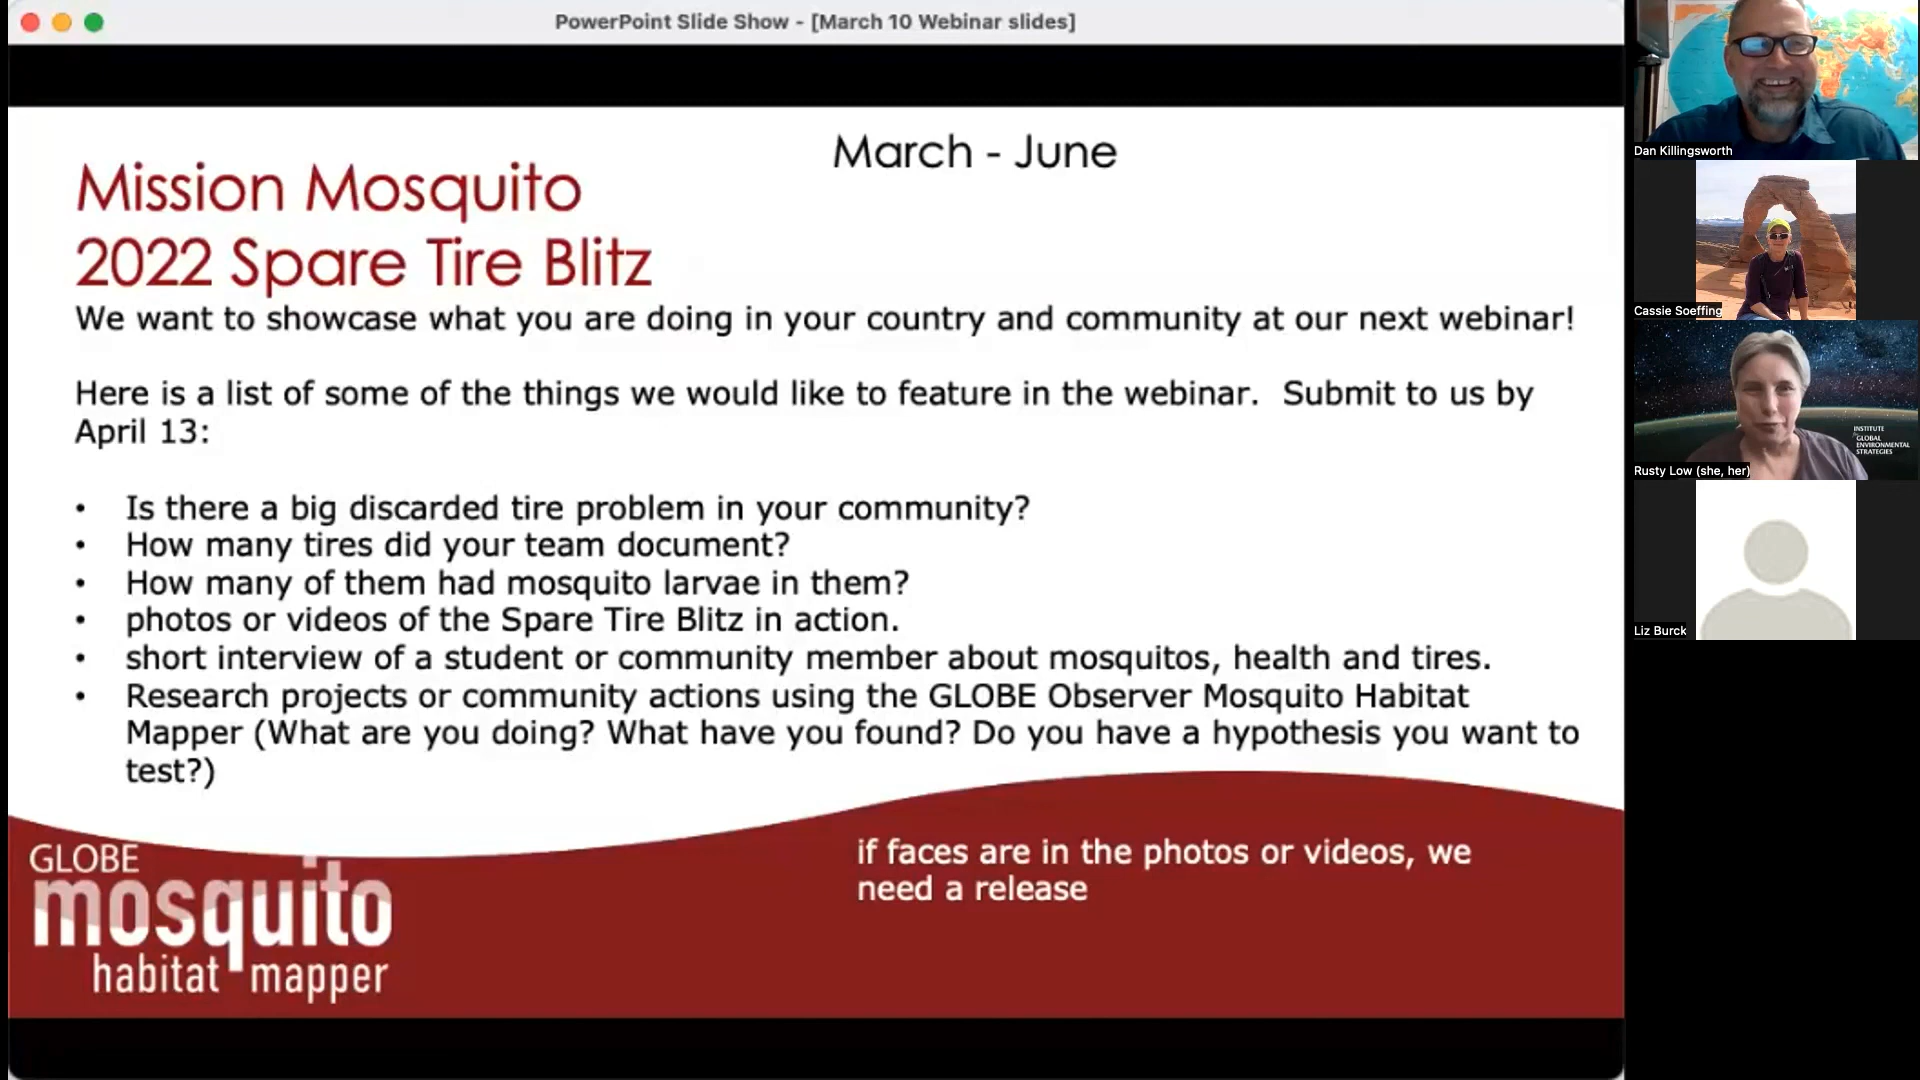 PowerPoint Slide Show - [March 10 Webinar slides]
March - June
Mission Mosquito
2022 Spare Tire Blitz
We want to showcase what you are doing in your country and community at our next webinar!
Here is a list of some of the things we would like to feature in the webinar.  Submit to us by
April 13:
• Is there a big discarded tire problem in your community?
• How many tires did your team document?
• How many of them had mosquito larvae in them?
• photos or videos of the Spare Tire Blitz in action.
• short interview of a student or community member about mosquitos, health and tires.
• Research projects or community actions using the GLOBE Observer Mosquito Habitat
Mapper (What are you doing? What have you found? Do you have a hypothesis you want to
test?)
if faces are in the photos or videos, we
need a release
GLOBE
mosquito
habitat mapper
Dan Killingsworth
Cassie Soeffing
INSTITUTE
for GLOBAL
ENVIRONMENTAL
STRATEGIES
Rusty Low (she, her)
Liz Burck